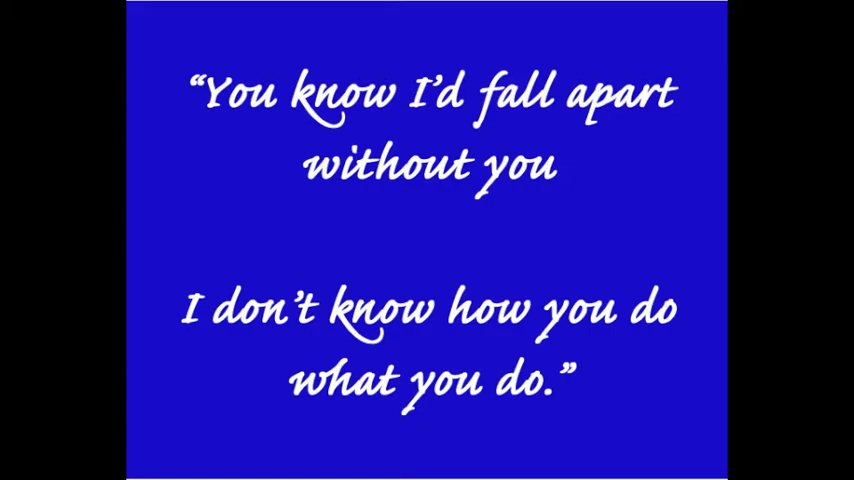 “You know I’d fall apart
without you
I don’t know how you do
what you do.”